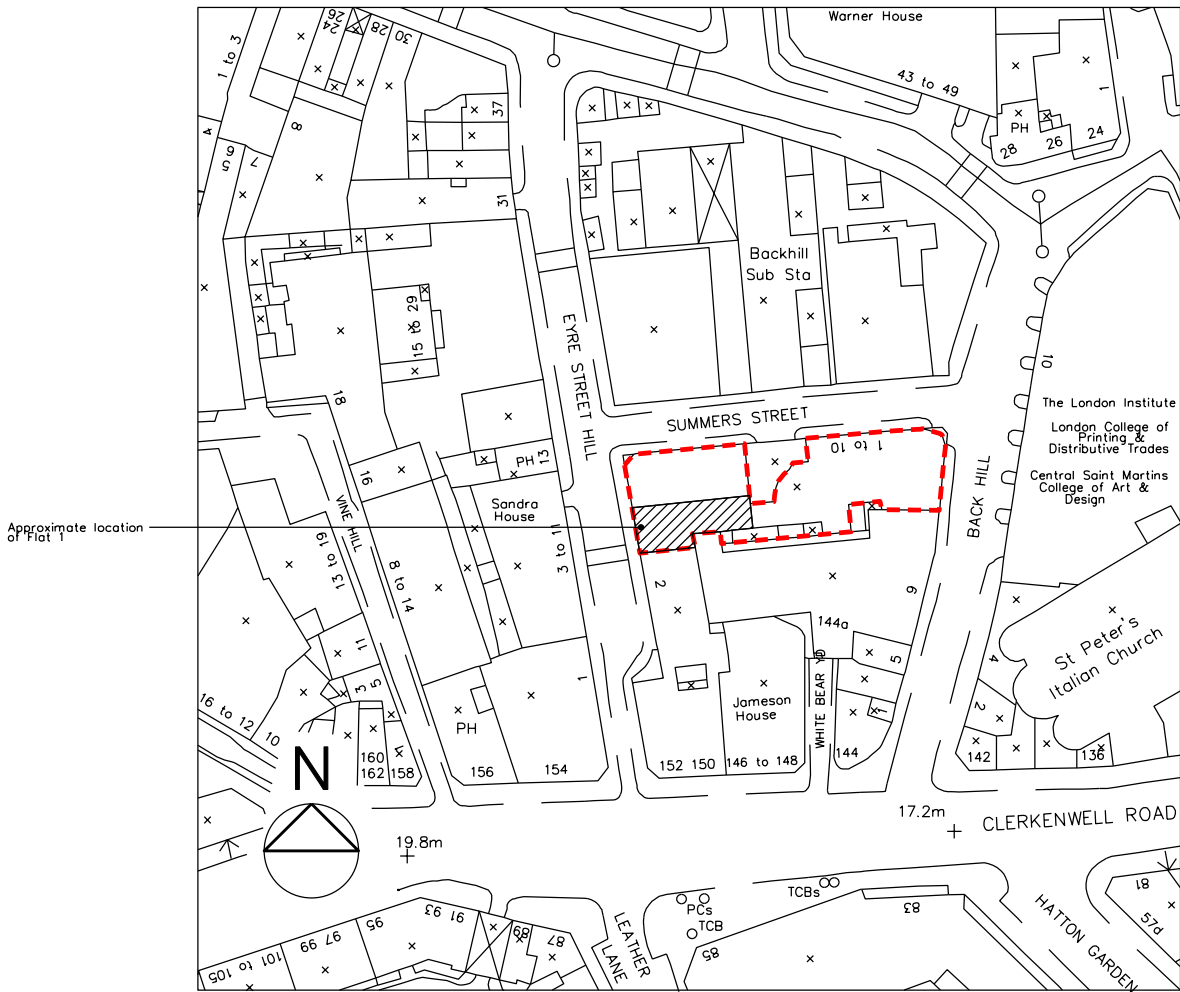 Warner House
24
26
28
30
1 to 3
43 to 49
4
6
5
7
8
37
1
PH
28
26
24
31
Backhill
Sub Sta
EYRE STREET HILL
15 to 29
10
18
The London Institute
London College of
Printing &
Distributive Trades
Central Saint Martins
College of Art &
Design
SUMMERS STREET
1 to 10
PH
13
16
Sandra
House
VINE HILL
BACK HILL
Approximate location
of Flat 1
3 to 11
13 to 19
8 to 14
2
9
144a
St Peter's
Italian Church
11
5
3
5
4
1
WHITE BEAR YD
Jameson
House
2
1
16 to 12
10
PH
160
162
158
1
156
154
152
150
146 to 148
144
142
136
N
17.2m
CLERKENWELL ROAD
19.8m
TCBs
PCs
TCB
83
81
57d
HATTON GARDEN
LEATHER
LANE
85
87
89
91 93
95
97 99
101 to 105